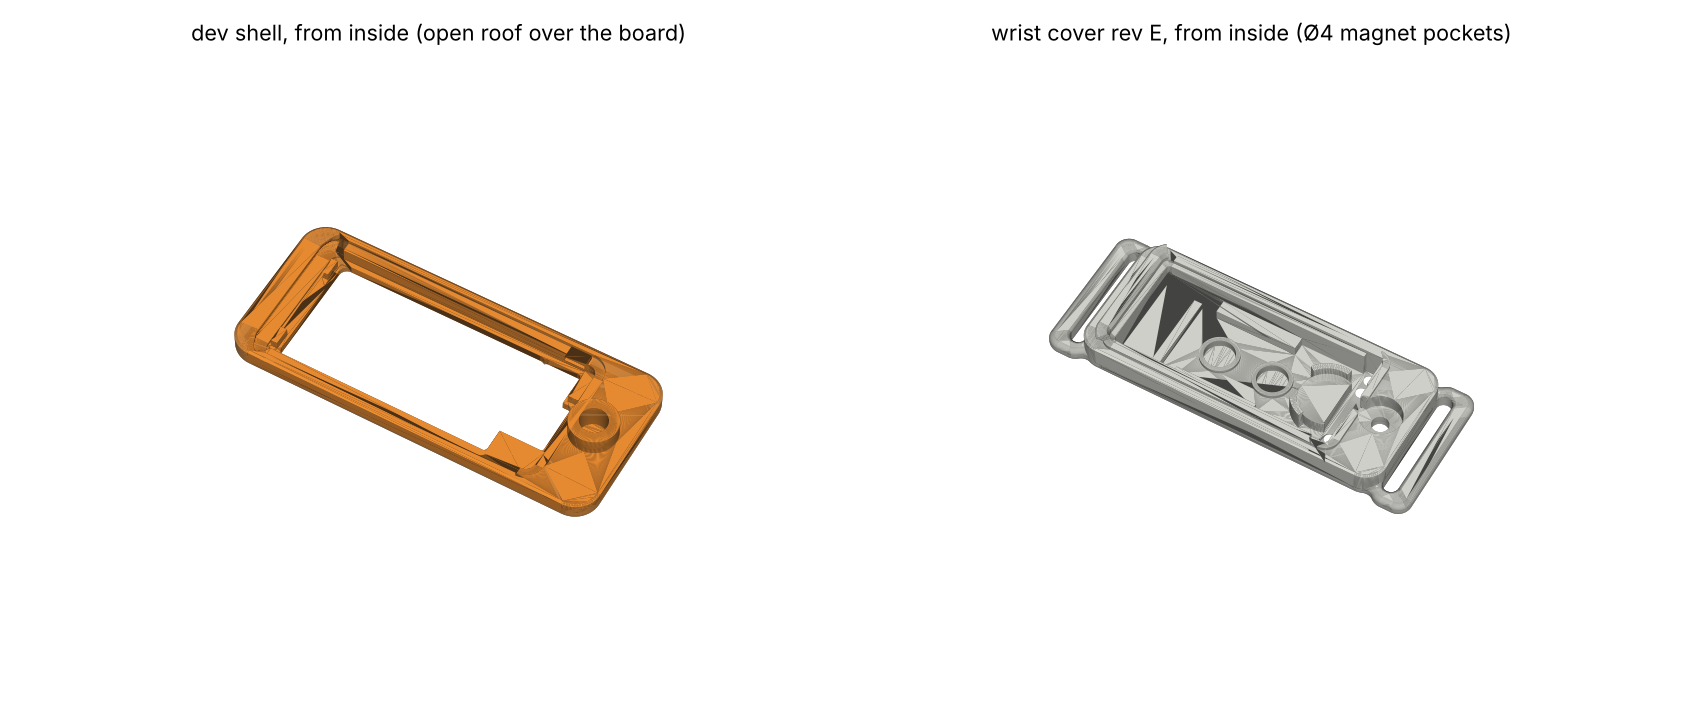 dev shell, from inside (open roof over the board)
wrist cover rev E, from inside (Ø4 magnet pockets)